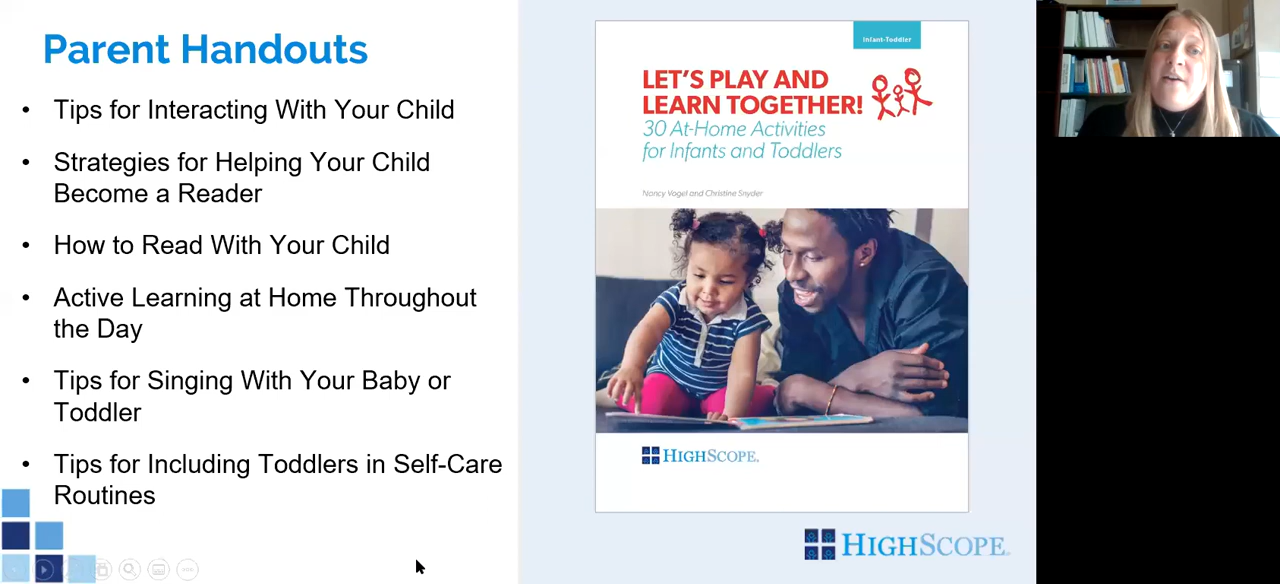 Parent Handouts
• Tips for Interacting With Your Child
• Strategies for Helping Your Child
Become a Reader
• How to Read With Your Child
• Active Learning at Home Throughout
the Day
• Tips for Singing With Your Baby or
Toddler
• Tips for Including Toddlers in Self-Care
Routines
Infant-Toddler
LET'S PLAY AND
LEARN TOGETHER!
30 At-Home Activities
for Infants and Toddlers
Nancy Vogel and Christine Snyder
HIGHSCOPE.
HIGHSCOPE®